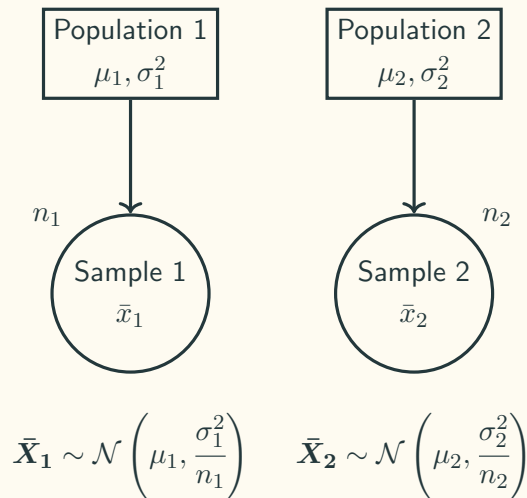 Population 1
μ₁, σ₁²
Population 2
μ₂, σ₂²
n₁
n₂
Sample 1
x̄₁
Sample 2
x̄₂
X̄₁ ∼ 𝒩 (μ₁, σ₁²/n₁)
X̄₂ ∼ 𝒩 (μ₂, σ₂²/n₂)